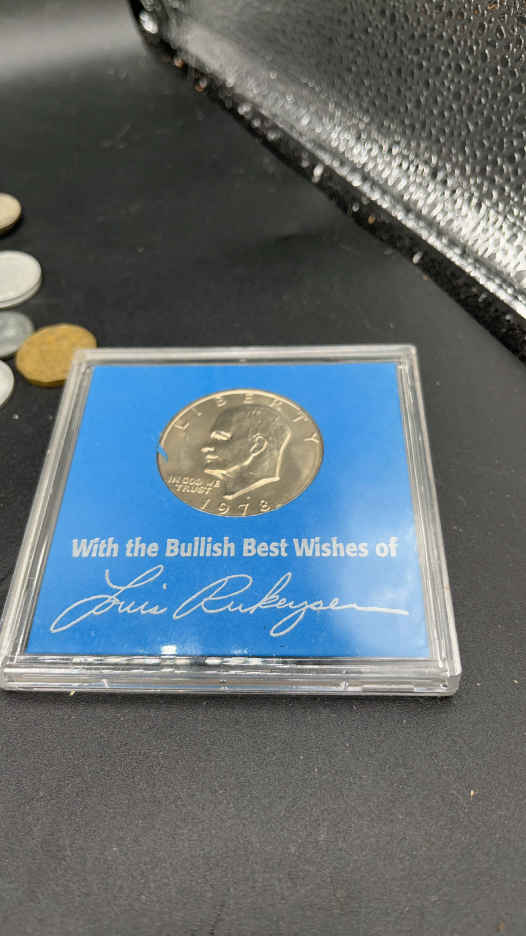 LIBERTY
IN GOD WE
TRUST
1978
With the Bullish Best Wishes of
Louis Rukeyser